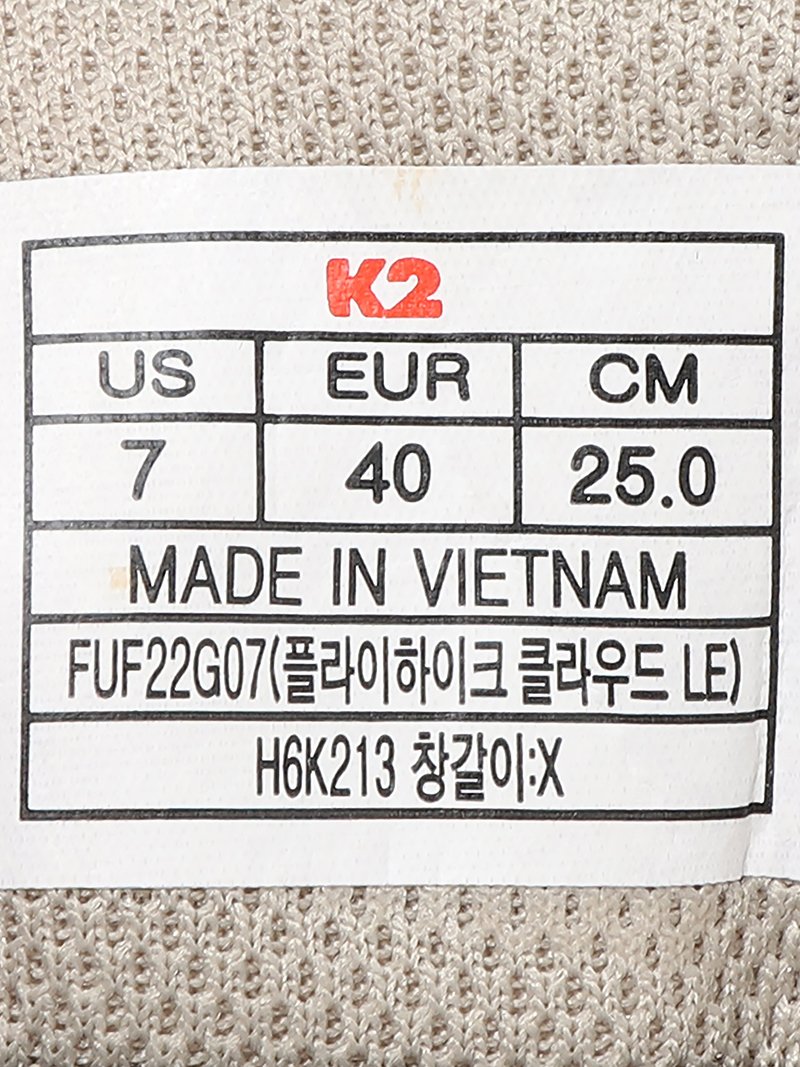 K2
US EUR CM
7 40 25.0
MADE IN VIETNAM
FUF22G07(플라이하이크 클라우드 LE)
H6K213 창갈이:X